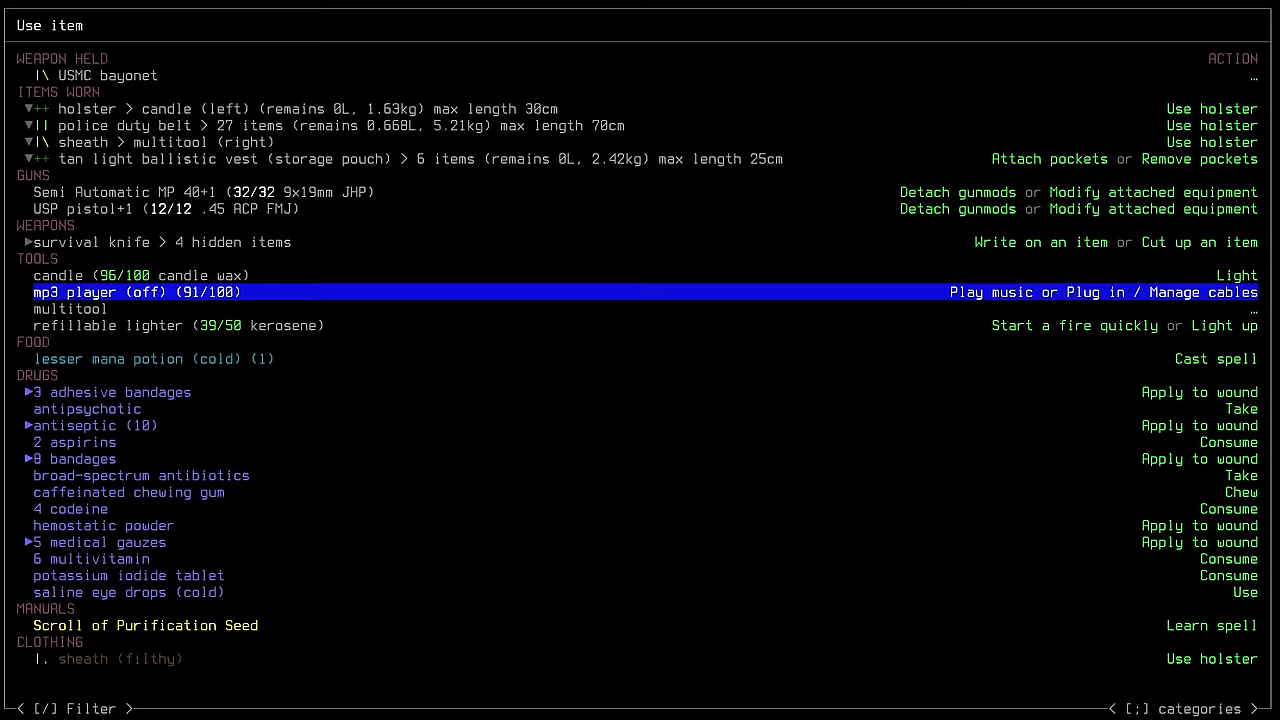 Use item
WEAPON HELD ACTION
|\ USMC bayonet …
ITEMS WORN
▼++ holster > candle (left) (remains 0L, 1.63kg) max length 30cm Use holster
▼|| police duty belt > 27 items (remains 0.668L, 5.21kg) max length 70cm Use holster
▼|\ sheath > multitool (right) Use holster
▼++ tan light ballistic vest (storage pouch) > 6 items (remains 0L, 2.42kg) max length 25cm Attach pockets or Remove pockets
GUNS
Semi Automatic MP 40+1 (32/32 9x19mm JHP) Detach gunmods or Modify attached equipment
USP pistol+1 (12/12 .45 ACP FMJ) Detach gunmods or Modify attached equipment
WEAPONS
▶survival knife > 4 hidden items Write on an item or Cut up an item
TOOLS
candle (96/100 candle wax) Light
mp3 player (off) (91/100) Play music or Plug in / Manage cables
multitool …
refillable lighter (39/50 kerosene) Start a fire quickly or Light up
FOOD
lesser mana potion (cold) (1) Cast spell
DRUGS
▶3 adhesive bandages Apply to wound
antipsychotic Take
▶antiseptic (10) Apply to wound
2 aspirins Consume
▶8 bandages Apply to wound
broad-spectrum antibiotics Take
caffeinated chewing gum Chew
4 codeine Consume
hemostatic powder Apply to wound
▶5 medical gauzes Apply to wound
6 multivitamin Consume
potassium iodide tablet Consume
saline eye drops (cold) Use
MANUALS
Scroll of Purification Seed Learn spell
CLOTHING
|. sheath (filthy) Use holster
< [/] Filter > < [;] categories >